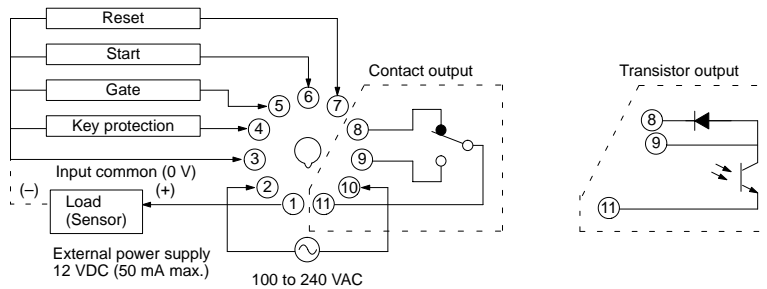 Reset
Start
Gate
Key protection
Input common (0 V)
(–)
(+)
Load
(Sensor)
External power supply
12 VDC (50 mA max.)
100 to 240 VAC
Contact output
1
2
3
4
5
6
7
8
9
10
11
Transistor output
8
9
11